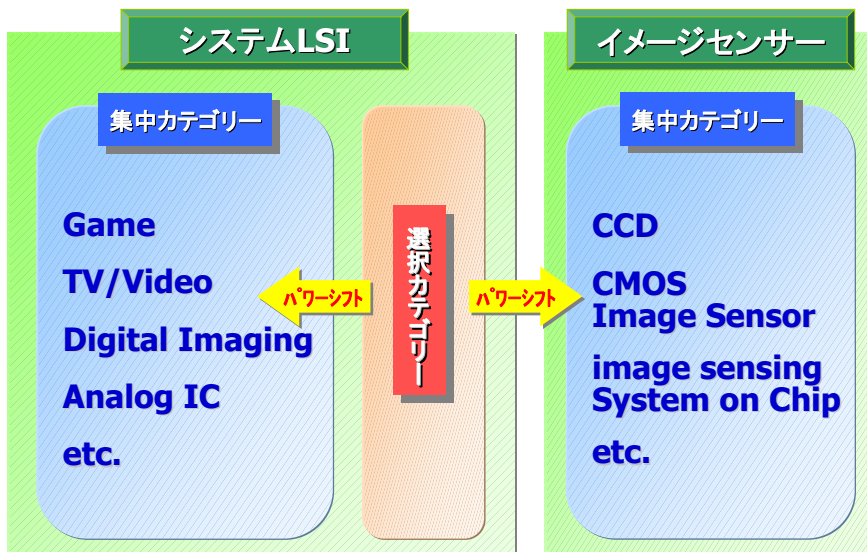 システムLSI
集中カテゴリー
Game
TV/Video
Digital Imaging
Analog IC
etc.
選択カテゴリー
ﾊﾟﾜｰｼﾌﾄ
ﾊﾟﾜｰｼﾌﾄ
イメージセンサー
集中カテゴリー
CCD
CMOS
Image Sensor
image sensing
System on Chip
etc.